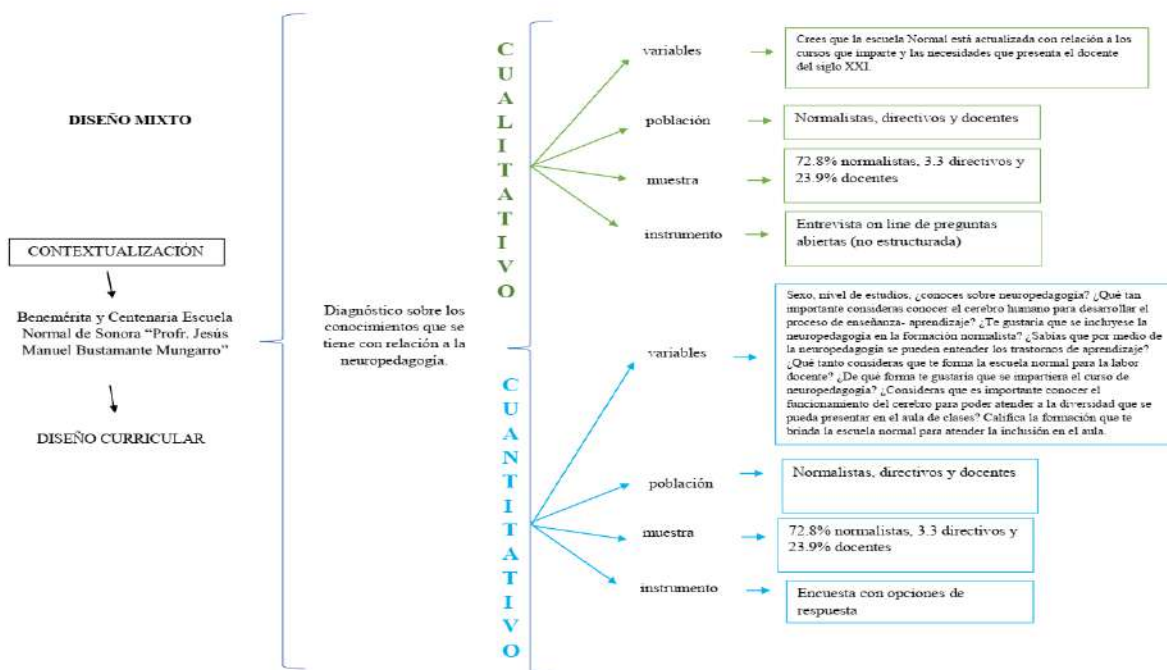 DISEÑO MIXTO
CONTEXTUALIZACIÓN
Benemérita y Centenaria Escuela
Normal de Sonora “Profr. Jesús
Manuel Bustamante Mungarro”
DISEÑO CURRICULAR
Diagnóstico sobre los
conocimientos que se
tiene con relación a la
neuropedagogía.
CUALITATIVO
variables
Crees que la escuela Normal está actualizada con relación a los
cursos que imparte y las necesidades que presenta el docente
del siglo XXI.
población
Normalistas, directivos y docentes
muestra
72.8% normalistas, 3.3 directivos y
23.9% docentes
instrumento
Entrevista on line de preguntas
abiertas (no estructurada)
CUANTITATIVO
variables
Sexo, nivel de estudios, ¿conoces sobre neuropedagogía? ¿Qué tan
importante consideras conocer el cerebro humano para desarrollar el
proceso de enseñanza- aprendizaje? ¿Te gustaría que se incluyese la
neuropedagogía en la formación normalista? ¿Sabías que por medio de
la neuropedagogía se pueden entender los trastornos de aprendizaje?
¿Qué tanto consideras que te forma la escuela normal para la labor
docente? ¿De qué forma te gustaría que se impartiera el curso de
neuropedagogía? ¿Consideras que es importante conocer el
funcionamiento del cerebro para poder atender a la diversidad que se
pueda presentar en el aula de clases? Califica la formación que te
brinda la escuela normal para atender la inclusión en el aula.
población
Normalistas, directivos y docentes
muestra
72.8% normalistas, 3.3 directivos y
23.9% docentes
instrumento
Encuesta con opciones de
respuesta